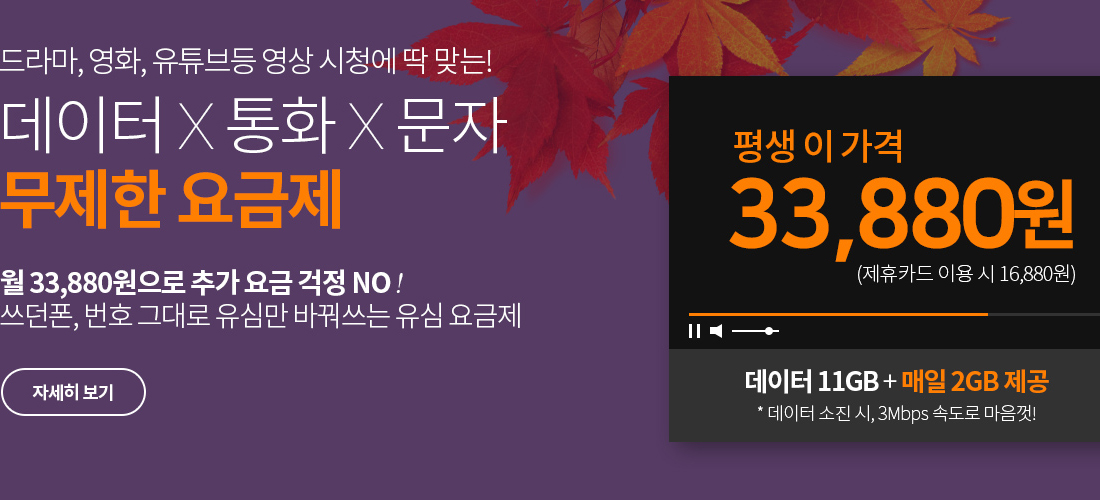 드라마, 영화, 유튜브등 영상 시청에 딱 맞는!
데이터 X 통화 X 문자
무제한 요금제
월 33,880원으로 추가 요금 걱정 NO !
쓰던폰, 번호 그대로 유심만 바꿔쓰는 유심 요금제
자세히 보기
평생 이 가격
33,880원
(제휴카드 이용 시 16,880원)
데이터 11GB + 매일 2GB 제공
* 데이터 소진 시, 3Mbps 속도로 마음껏!